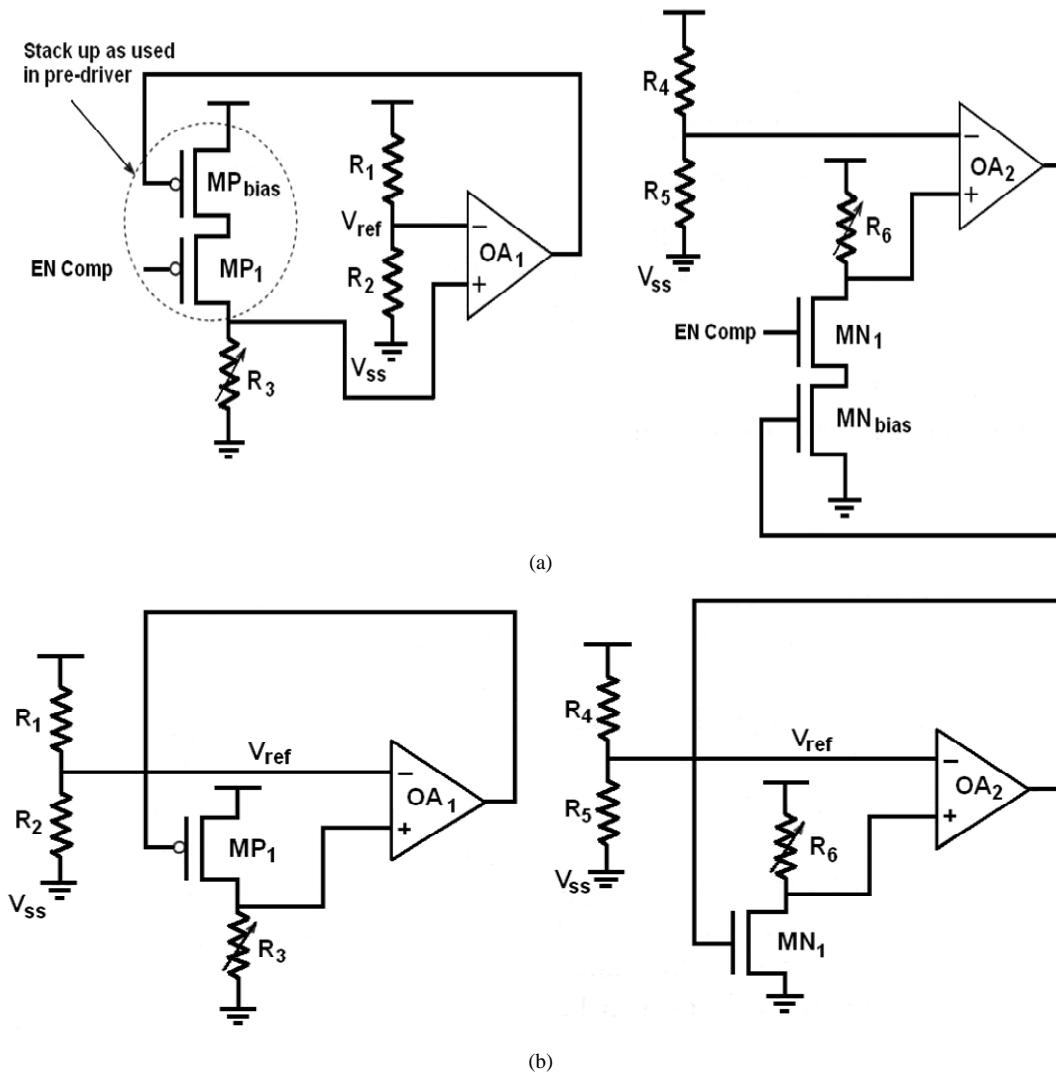 Stack up as used
in pre-driver
MPbias
EN Comp
MP1
R3
R1
Vref
R2
Vss
−
+
OA1
R4
R5
Vss
−
+
OA2
R6
EN Comp
MN1
MNbias
(a)
R1
R2
Vss
Vref
−
+
OA1
MP1
R3
R4
R5
Vss
Vref
−
+
OA2
R6
MN1
(b)